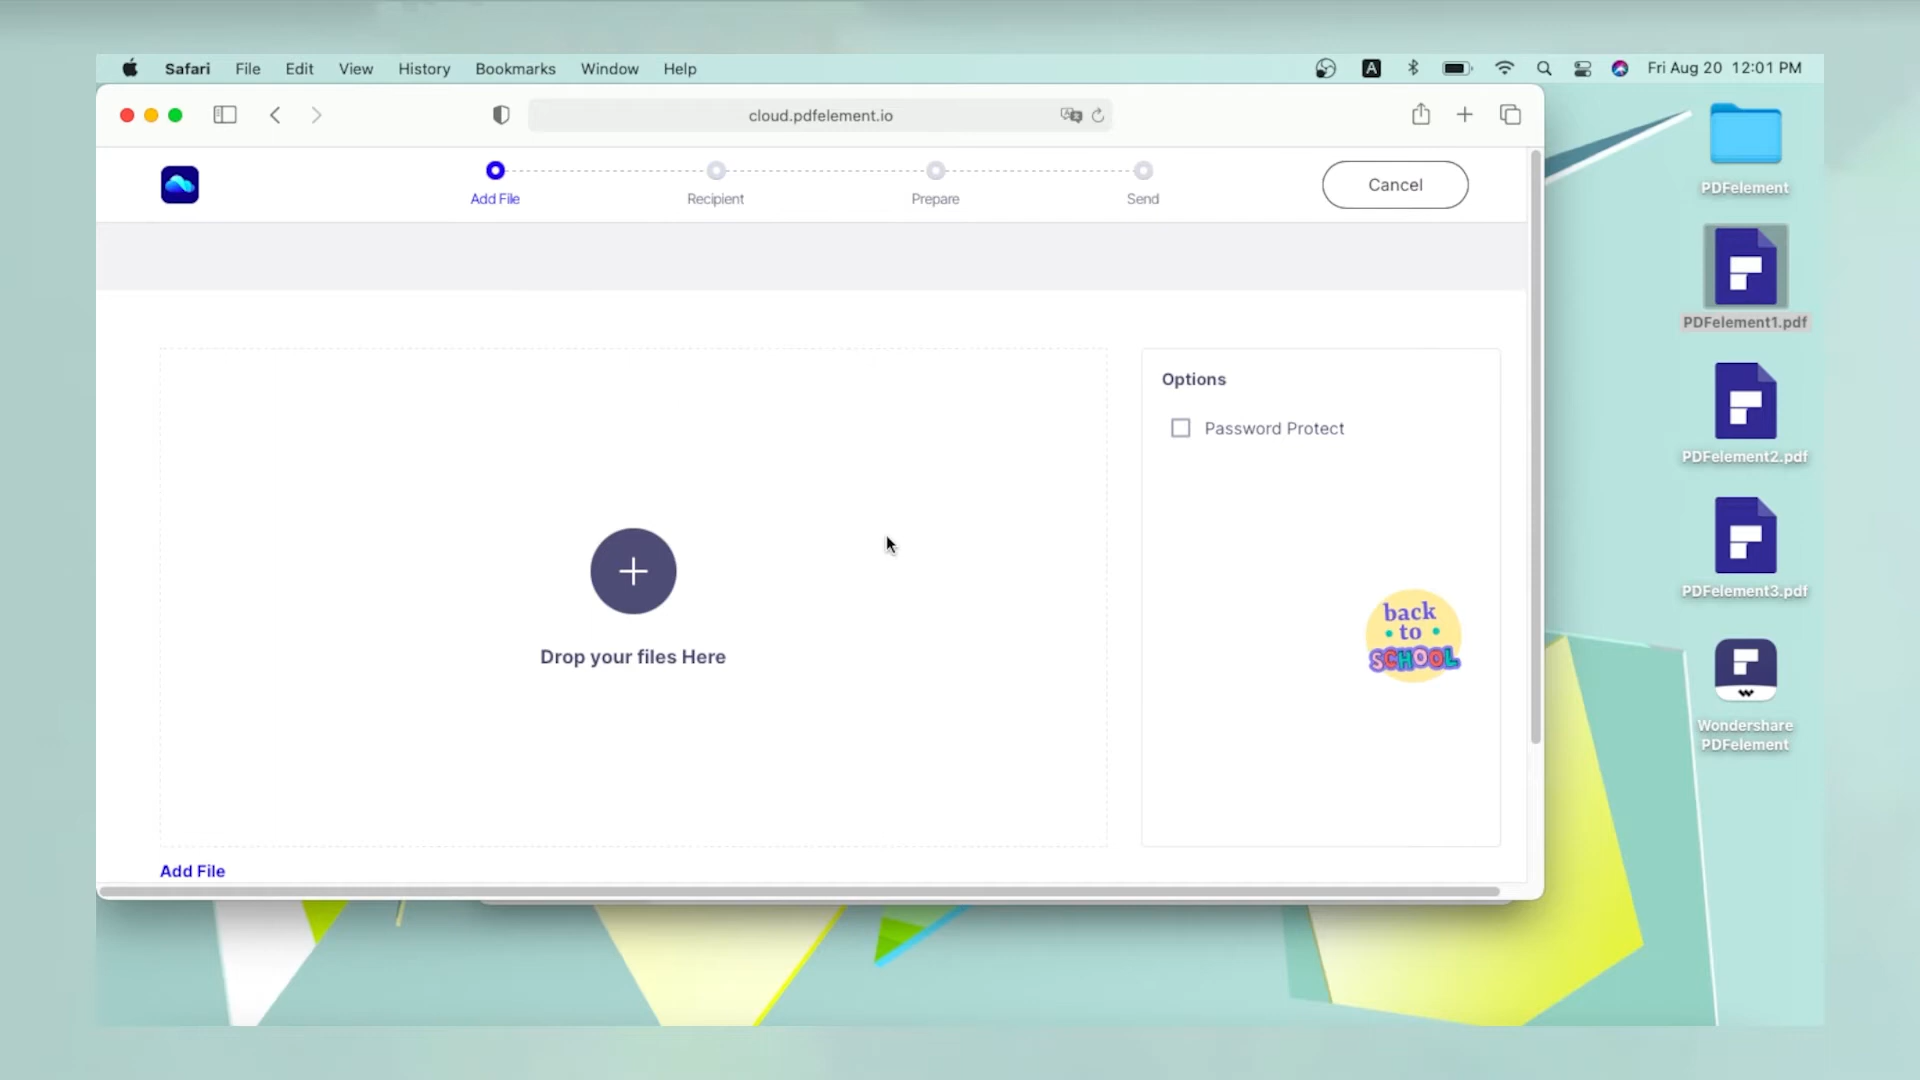 Safari File Edit View History Bookmarks Window Help
A
Fri Aug 20 12:01 PM
cloud.pdfelement.io
Add File
Recipient
Prepare
Send
Cancel
Options
Password Protect
Drop your files Here
back
to
SCHOOL
Add File
PDFelement
PDFelement1.pdf
PDFelement2.pdf
PDFelement3.pdf
Wondershare
PDFelement